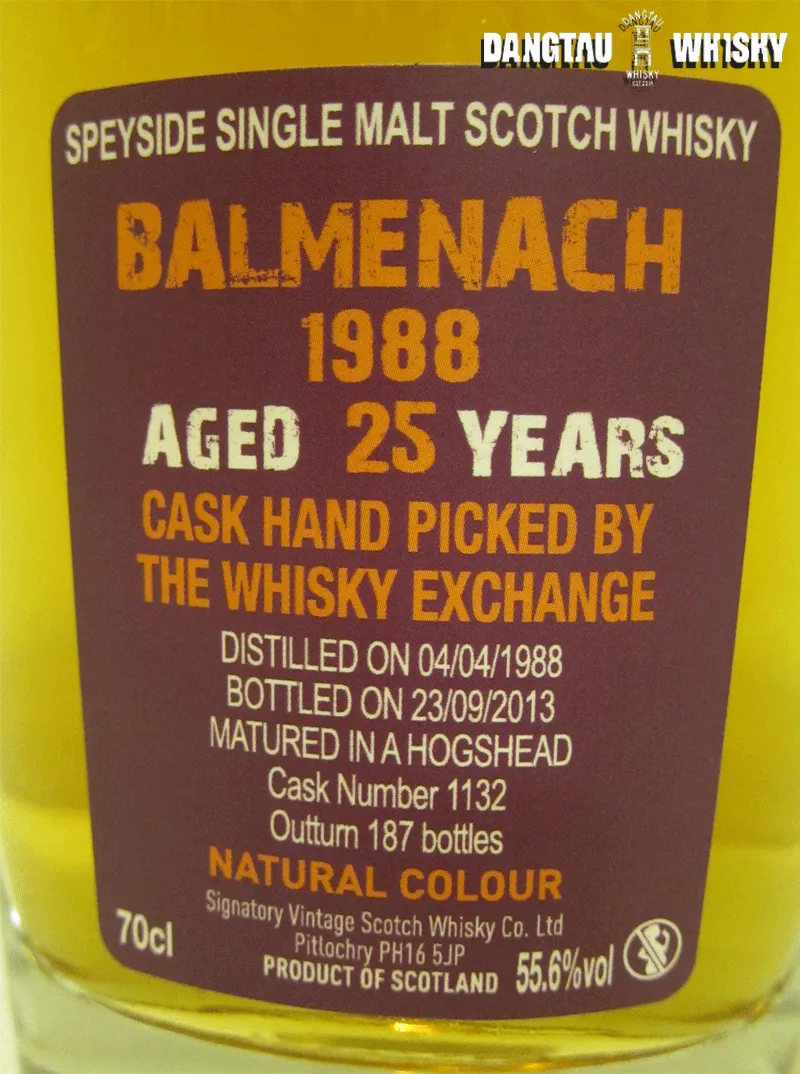 DANGTAU WHISKY
DANGTAU
WHISKY
SPEYSIDE SINGLE MALT SCOTCH WHISKY
BALMENACH
1988
AGED 25 YEARS
CASK HAND PICKED BY
THE WHISKY EXCHANGE
DISTILLED ON 04/04/1988
BOTTLED ON 23/09/2013
MATURED IN A HOGSHEAD
Cask Number 1132
Outturn 187 bottles
NATURAL COLOUR
Signatory Vintage Scotch Whisky Co. Ltd
Pitlochry PH16 5JP
PRODUCT OF SCOTLAND
70cl
55.6%vol